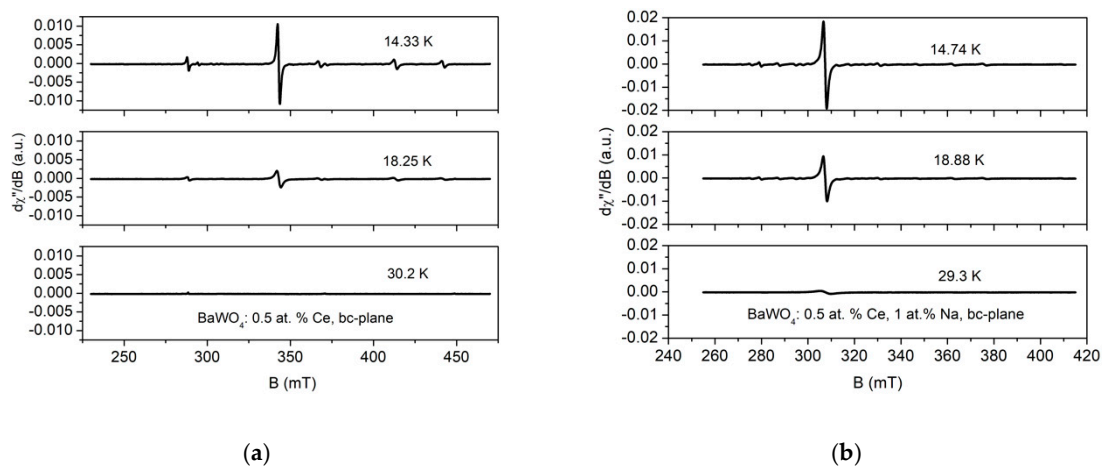 0.010
0.005
0.000
-0.005
-0.010
14.33 K
0.010
0.005
0.000
-0.005
-0.010
18.25 K
dχ"/dB (a.u.)
0.010
0.005
0.000
-0.005
-0.010
30.2 K
BaWO4: 0.5 at. % Ce, bc-plane
250 300 350 400 450
B (mT)
(a)
0.02
0.01
0.00
-0.01
-0.02
14.74 K
0.02
0.01
0.00
-0.01
-0.02
18.88 K
dχ"/dB (a.u.)
0.02
0.01
0.00
-0.01
-0.02
29.3 K
BaWO4: 0.5 at. % Ce, 1 at.% Na, bc-plane
240 260 280 300 320 340 360 380 400 420
B (mT)
(b)